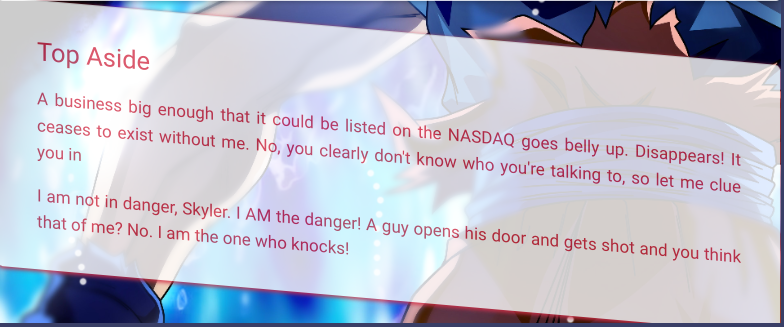 Top Aside
A business big enough that it could be listed on the NASDAQ goes belly up. Disappears! It
ceases to exist without me. No, you clearly don't know who you're talking to, so let me clue
you in
I am not in danger, Skyler. I AM the danger! A guy opens his door and gets shot and you think
that of me? No. I am the one who knocks!